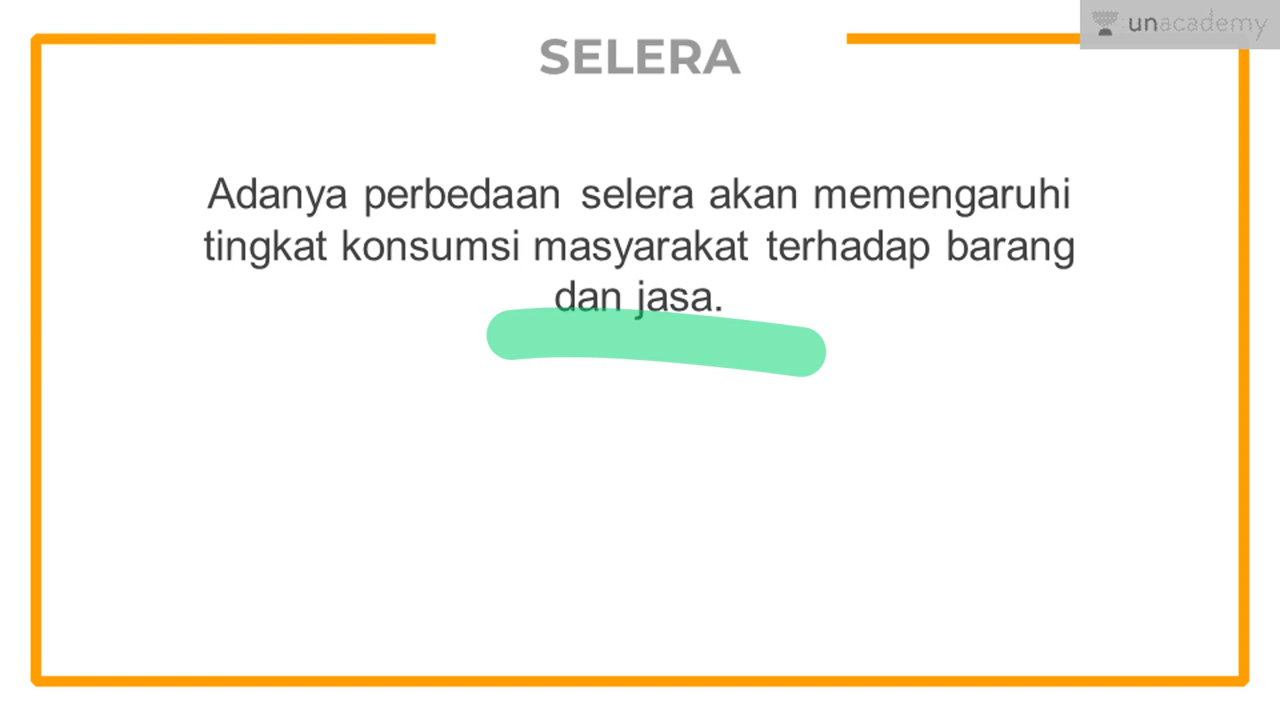 unacademy
SELERA
Adanya perbedaan selera akan memengaruhi
tingkat konsumsi masyarakat terhadap barang
dan jasa.